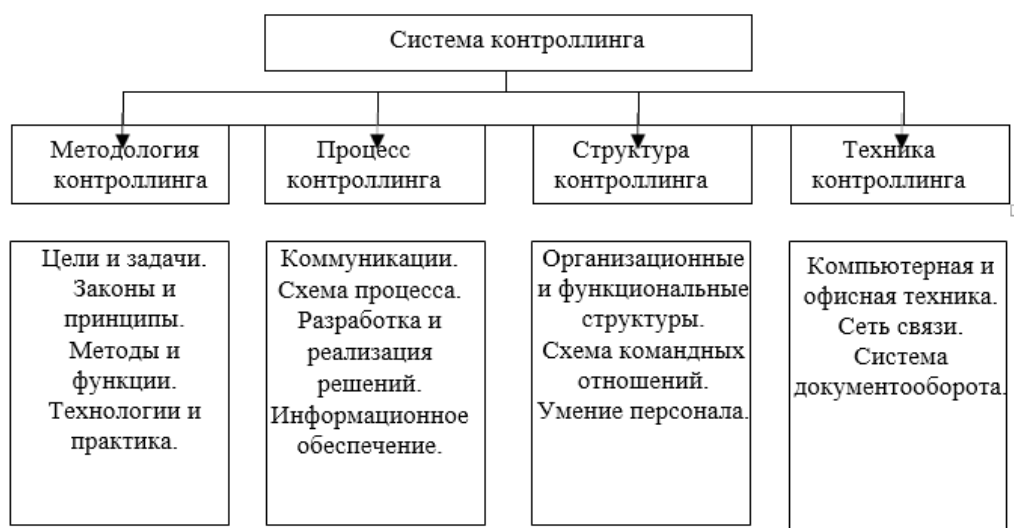 Система контроллинга
Методология
контроллинга
Процесс
контроллинга
Структура
контроллинга
Техника
контроллинга
Цели и задачи.
Законы и
принципы.
Методы и
функции.
Технологии и
практика.
Коммуникации.
Схема процесса.
Разработка и
реализация
решений.
Информационное
обеспечение.
Организационные
и функциональные
структуры.
Схема командных
отношений.
Умение персонала.
Компьютерная и
офисная техника.
Сеть связи.
Система
документооборота.